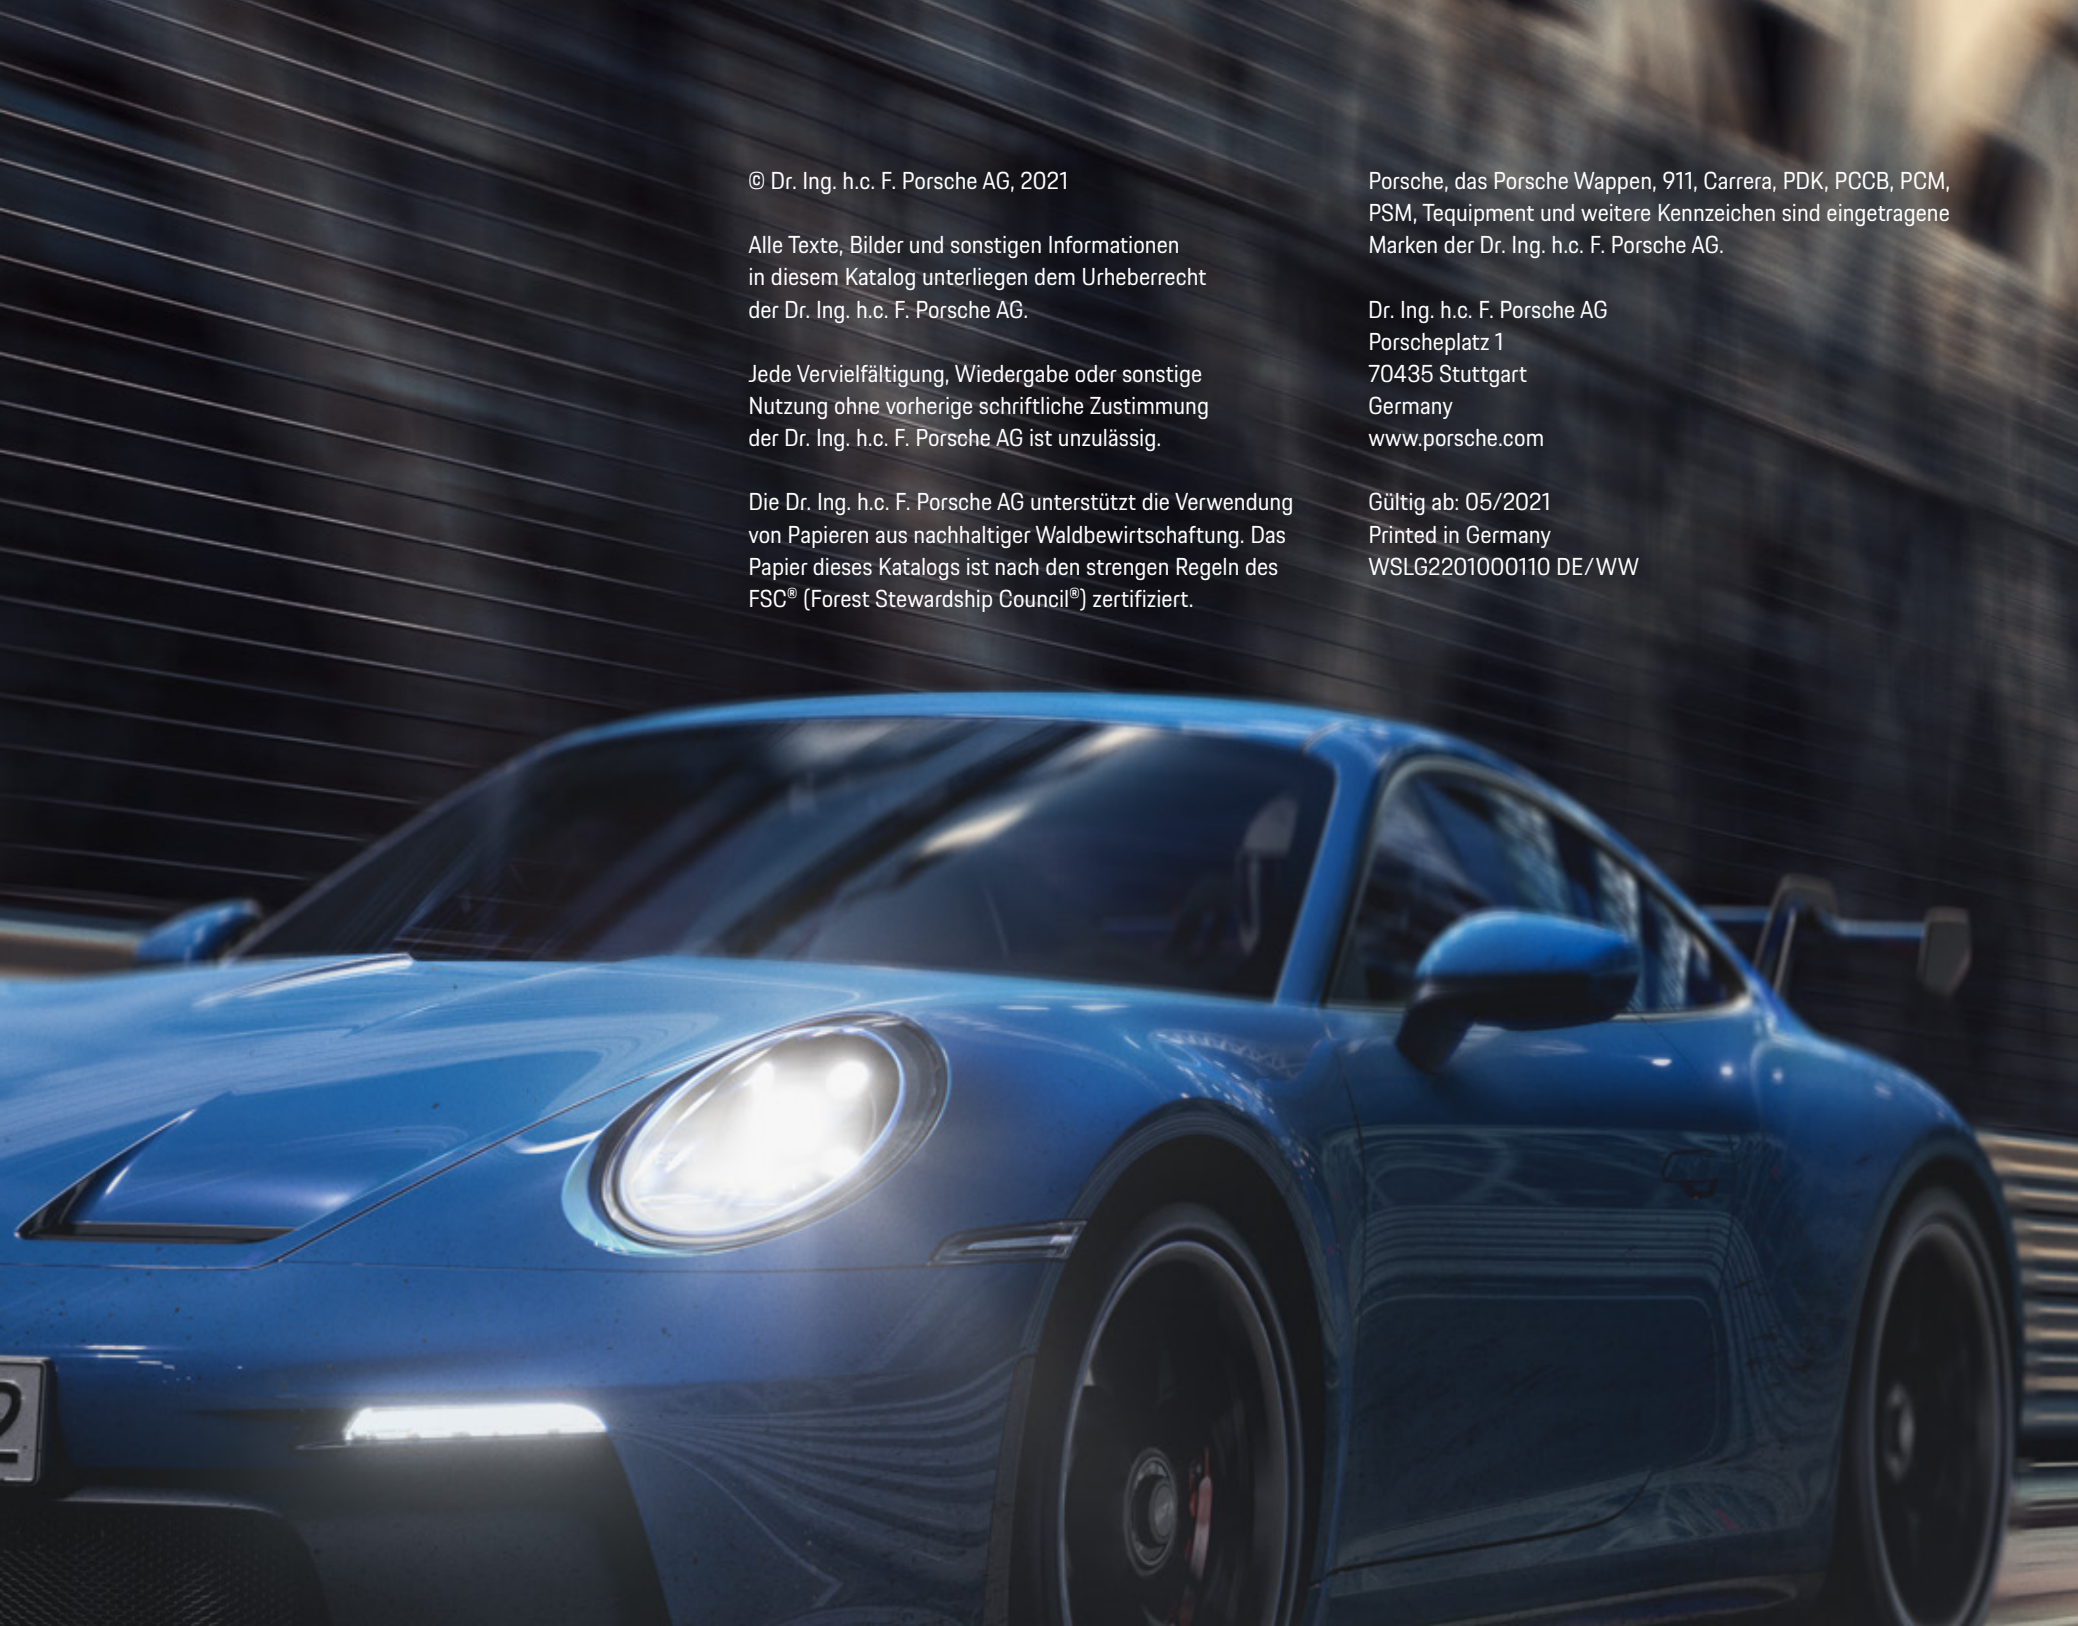 © Dr. Ing. h.c. F. Porsche AG, 2021
Alle Texte, Bilder und sonstigen Informationen
in diesem Katalog unterliegen dem Urheberrecht
der Dr. Ing. h.c. F. Porsche AG.
Jede Vervielfältigung, Wiedergabe oder sonstige
Nutzung ohne vorherige schriftliche Zustimmung
der Dr. Ing. h.c. F. Porsche AG ist unzulässig.
Die Dr. Ing. h.c. F. Porsche AG unterstützt die Verwendung
von Papieren aus nachhaltiger Waldbewirtschaftung. Das
Papier dieses Katalogs ist nach den strengen Regeln des
FSC® (Forest Stewardship Council®) zertifiziert.
Porsche, das Porsche Wappen, 911, Carrera, PDK, PCCB, PCM,
PSM, Tequipment und weitere Kennzeichen sind eingetragene
Marken der Dr. Ing. h.c. F. Porsche AG.
Dr. Ing. h.c. F. Porsche AG
Porscheplatz 1
70435 Stuttgart
Germany
www.porsche.com
Gültig ab: 05/2021
Printed in Germany
WSLG2201000110 DE/WW